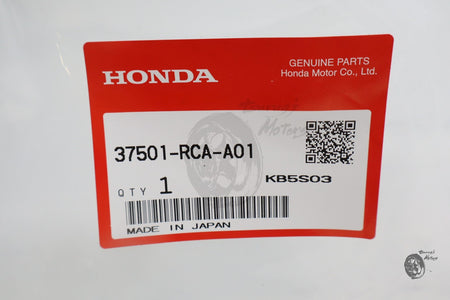 HONDA
GENUINE PARTS
Honda Motor Co., Ltd.
37501-RCA-A01
KB5S03
QTY 1
MADE IN JAPAN